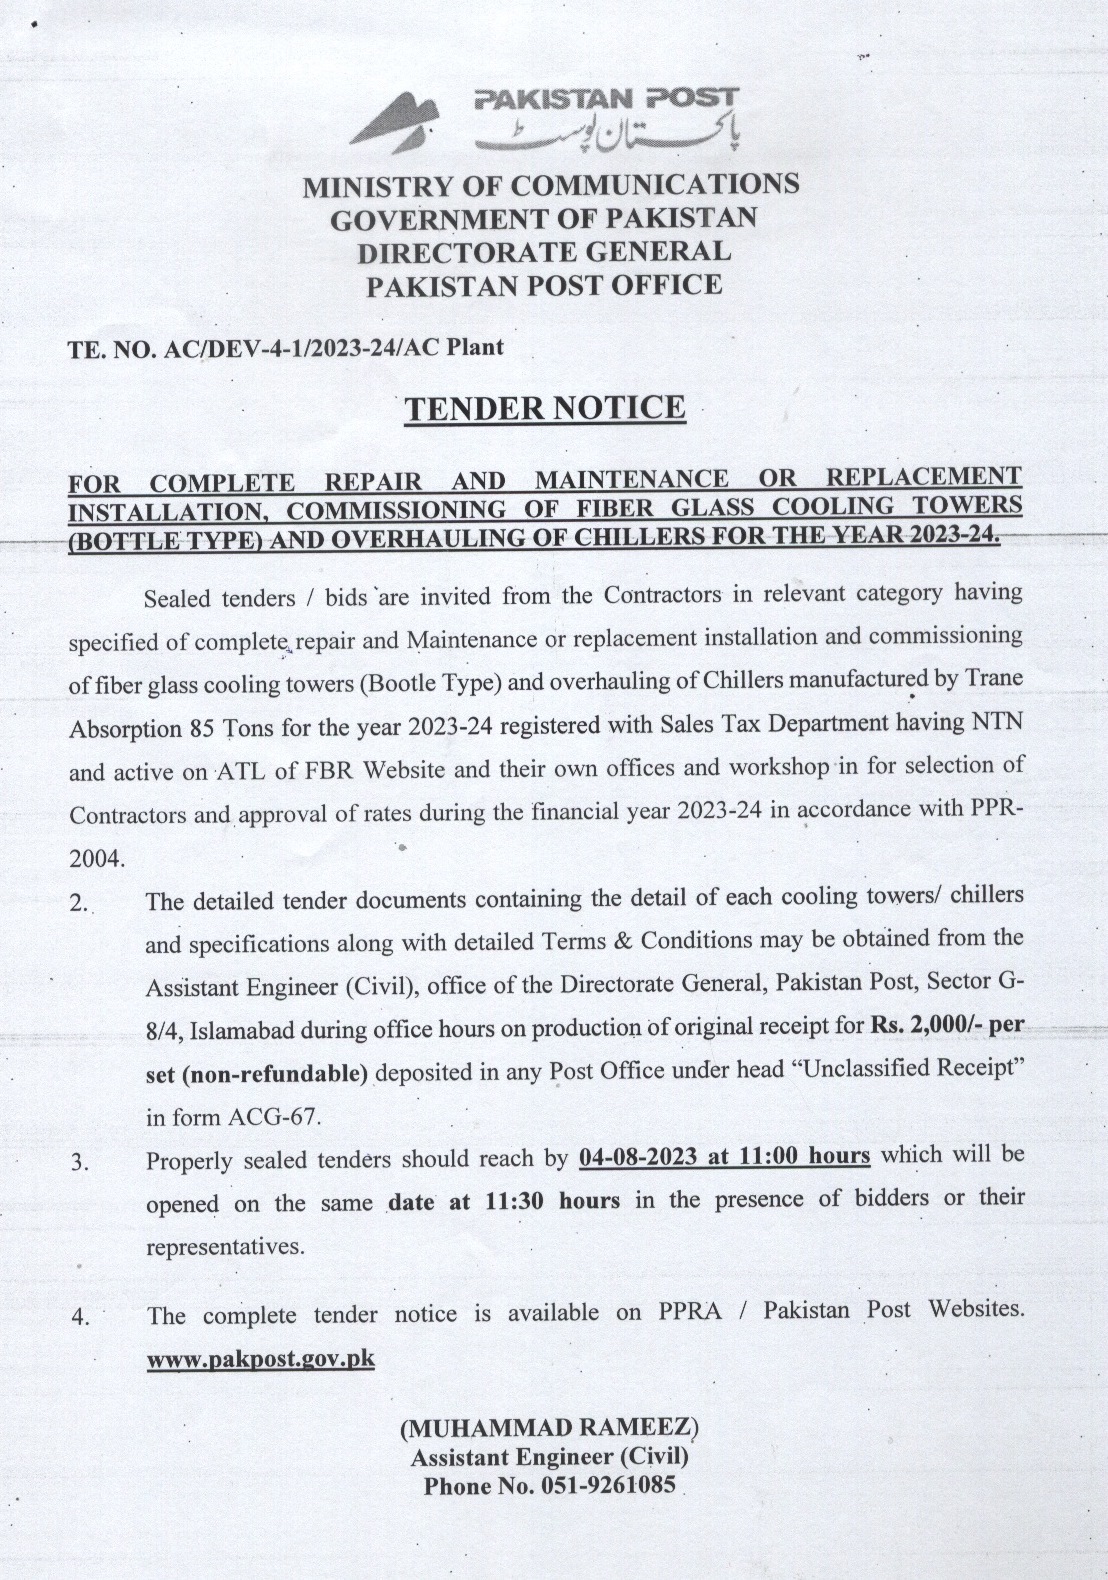 PAKISTAN POST
پاکستان پوسٹ
MINISTRY OF COMMUNICATIONS
GOVERNMENT OF PAKISTAN
DIRECTORATE GENERAL
PAKISTAN POST OFFICE
TE. NO. AC/DEV-4-1/2023-24/AC Plant
TENDER NOTICE
FOR COMPLETE REPAIR AND MAINTENANCE OR REPLACEMENT
INSTALLATION, COMMISSIONING OF FIBER GLASS COOLING TOWERS
(BOTTLE TYPE) AND OVERHAULING OF CHILLERS FOR THE YEAR 2023-24.
Sealed tenders / bids are invited from the Contractors in relevant category having
specified of complete repair and Maintenance or replacement installation and commissioning
of fiber glass cooling towers (Bootle Type) and overhauling of Chillers manufactured by Trane
Absorption 85 Tons for the year 2023-24 registered with Sales Tax Department having NTN
and active on ATL of FBR Website and their own offices and workshop in for selection of
Contractors and approval of rates during the financial year 2023-24 in accordance with PPR-
2004.
2. The detailed tender documents containing the detail of each cooling towers/ chillers
and specifications along with detailed Terms & Conditions may be obtained from the
Assistant Engineer (Civil), office of the Directorate General, Pakistan Post, Sector G-
8/4, Islamabad during office hours on production of original receipt for Rs. 2,000/- per
set (non-refundable) deposited in any Post Office under head “Unclassified Receipt”
in form ACG-67.
3. Properly sealed tenders should reach by 04-08-2023 at 11:00 hours which will be
opened on the same date at 11:30 hours in the presence of bidders or their
representatives.
4. The complete tender notice is available on PPRA / Pakistan Post Websites.
www.pakpost.gov.pk
(MUHAMMAD RAMEEZ)
Assistant Engineer (Civil)
Phone No. 051-9261085